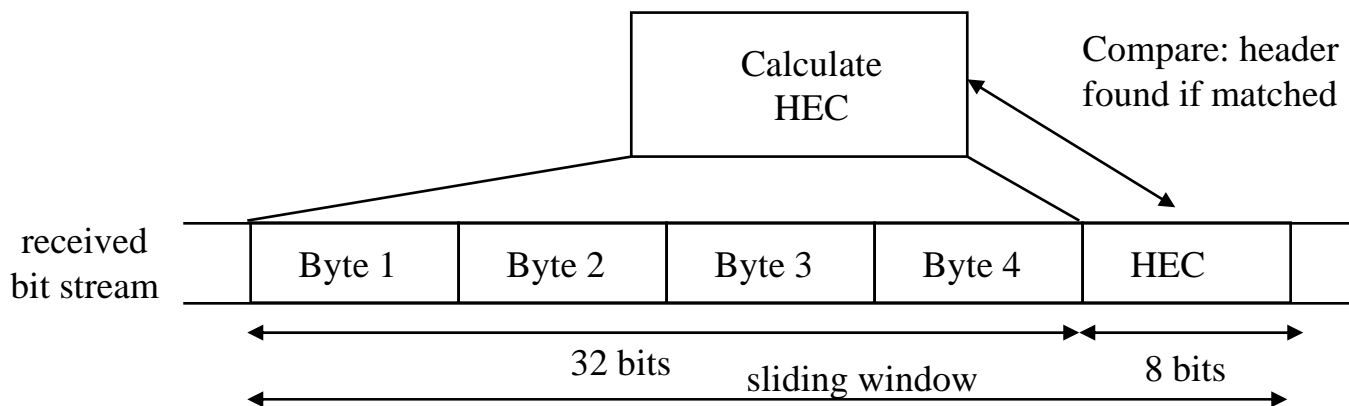 Calculate
HEC
Compare: header
found if matched
received
bit stream
Byte 1
Byte 2
Byte 3
Byte 4
HEC
32 bits
8 bits
sliding window